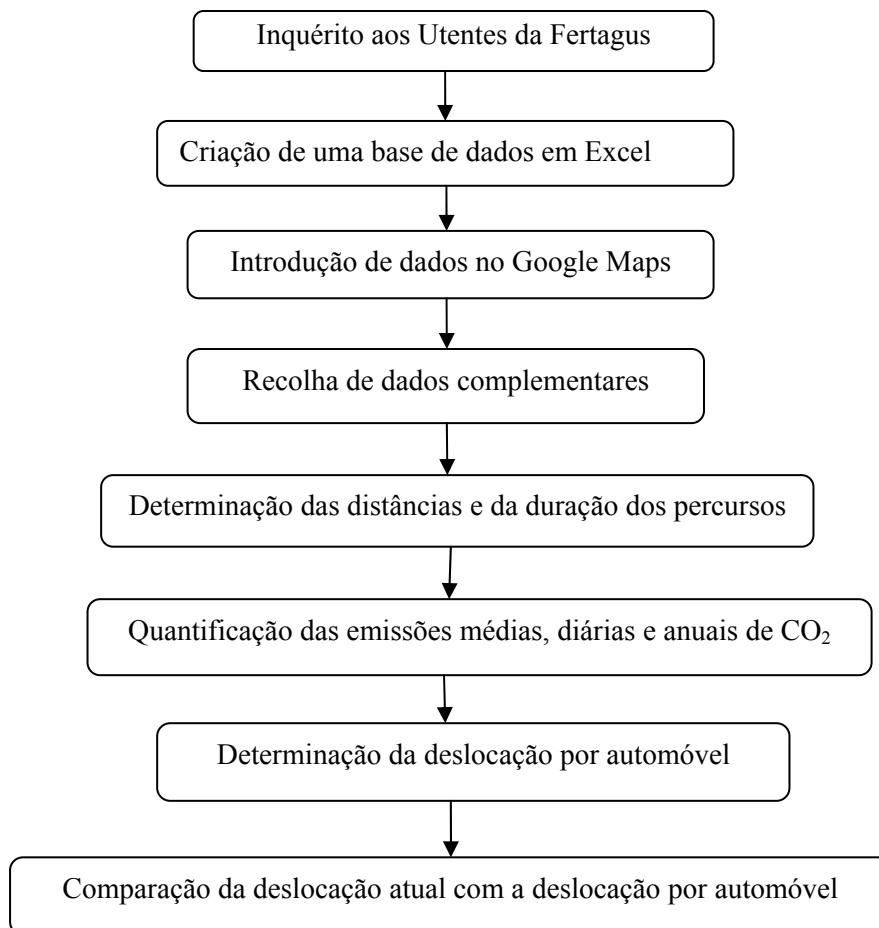 Inquérito aos Utentes da Fertagus
Criação de uma base de dados em Excel
Introdução de dados no Google Maps
Recolha de dados complementares
Determinação das distâncias e da duração dos percursos
Quantificação das emissões médias, diárias e anuais de CO₂
Determinação da deslocação por automóvel
Comparação da deslocação atual com a deslocação por automóvel